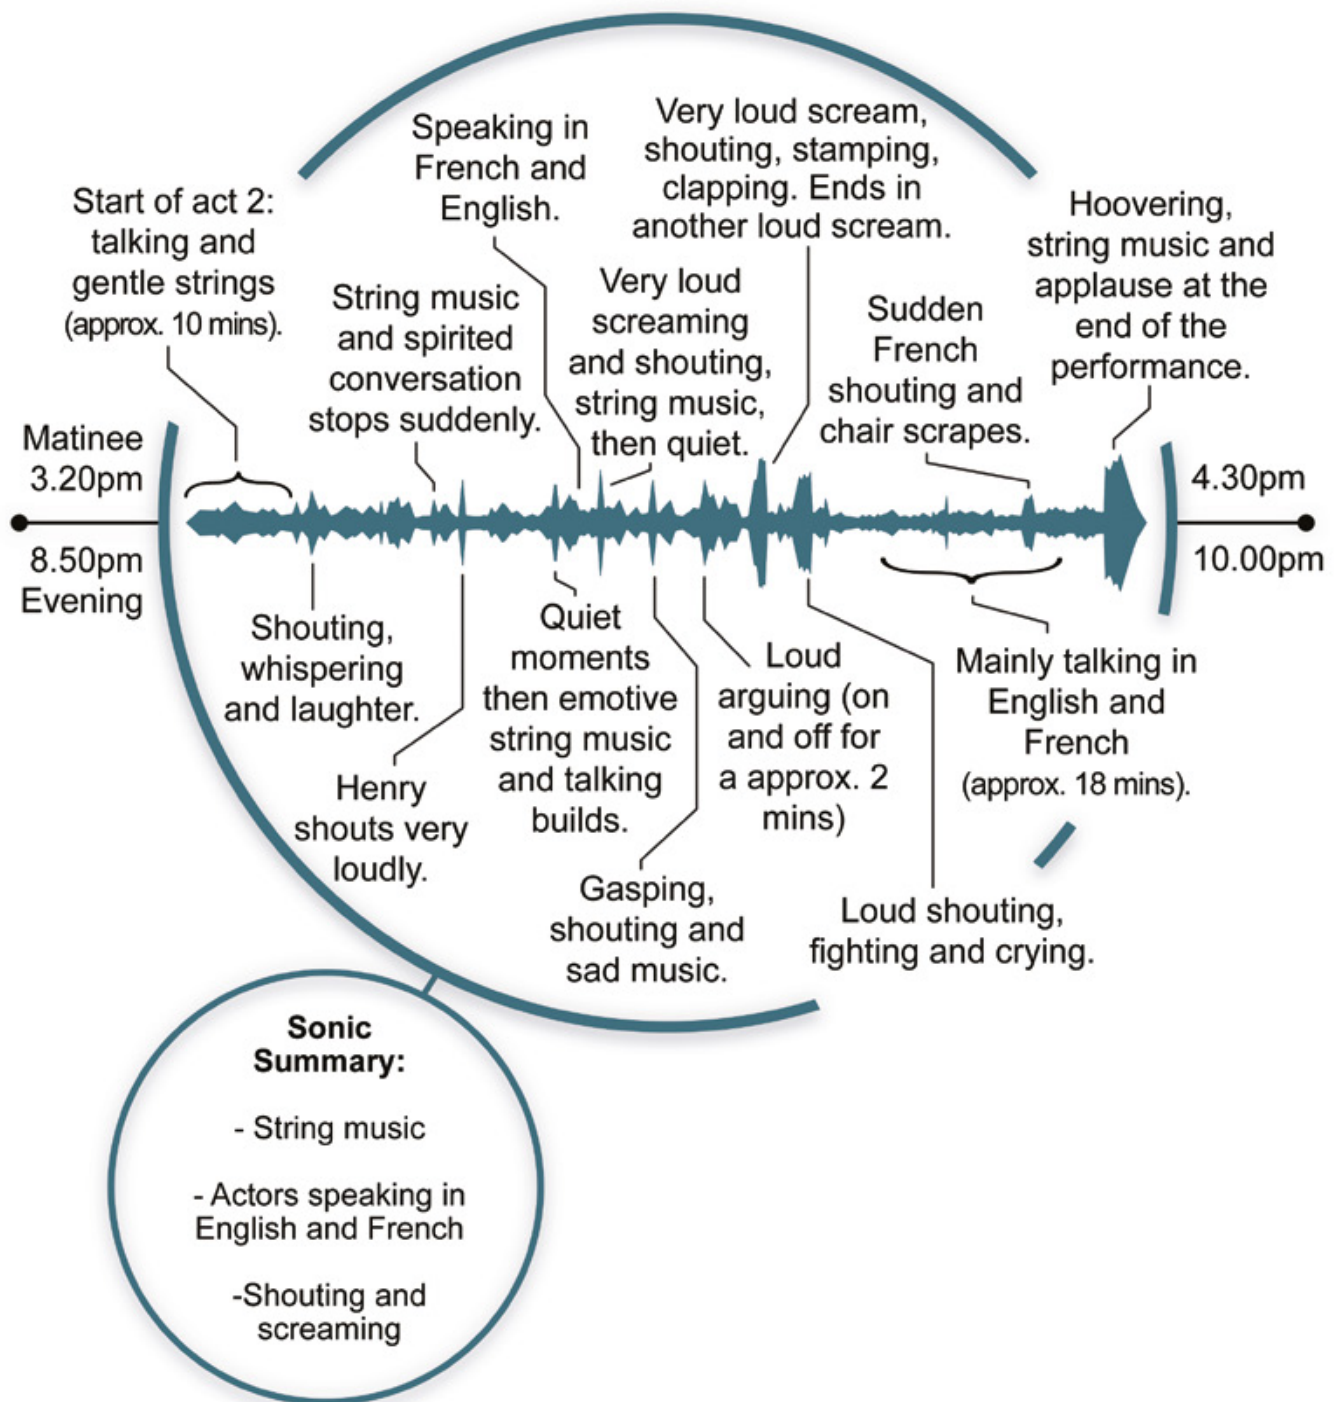 Matinee
3.20pm
8.50pm
Evening
Start of act 2:
talking and
gentle strings
(approx. 10 mins).
Shouting,
whispering
and laughter.
String music
and spirited
conversation
stops suddenly.
Henry
shouts very
loudly.
Speaking in
French and
English.
Quiet
moments
then emotive
string music
and talking
builds.
Very loud
screaming
and shouting,
string music,
then quiet.
Gasping,
shouting and
sad music.
Loud
arguing (on
and off for
a approx. 2
mins)
Very loud scream,
shouting, stamping,
clapping. Ends in
another loud scream.
Loud shouting,
fighting and crying.
Sudden
French
shouting and
chair scrapes.
Mainly talking in
English and
French
(approx. 18 mins).
Hoovering,
string music and
applause at the
end of the
performance.
4.30pm
10.00pm
Sonic
Summary:
- String music
- Actors speaking in
English and French
-Shouting and
screaming